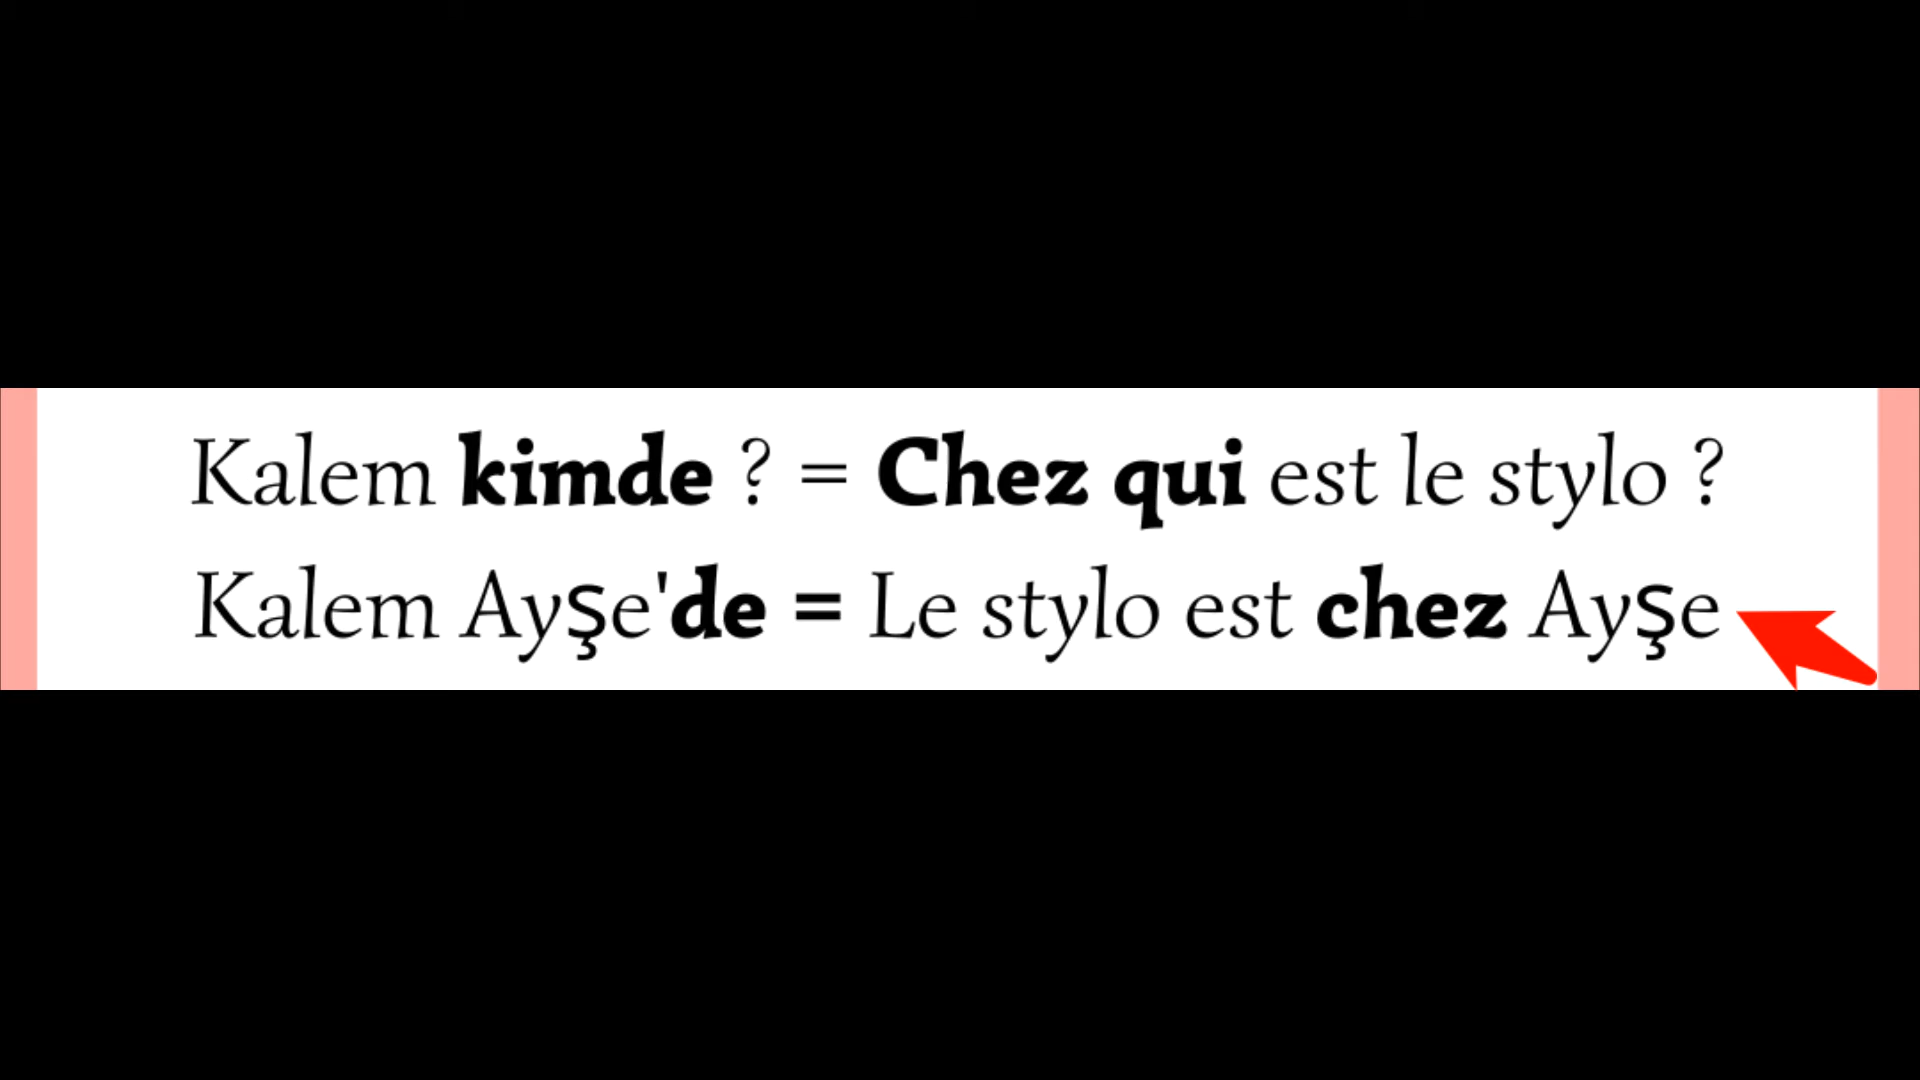 Kalem kimde ? = Chez qui est le stylo ?
Kalem Ayşe'de = Le stylo est chez Ayşe